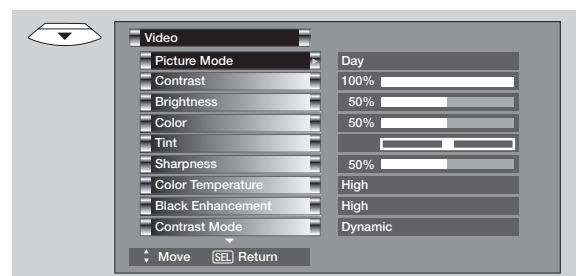 Video
Picture Mode Day
Contrast 100%
Brightness 50%
Color 50%
Tint
Sharpness 50%
Color Temperature High
Black Enhancement High
Contrast Mode Dynamic
Move SEL Return